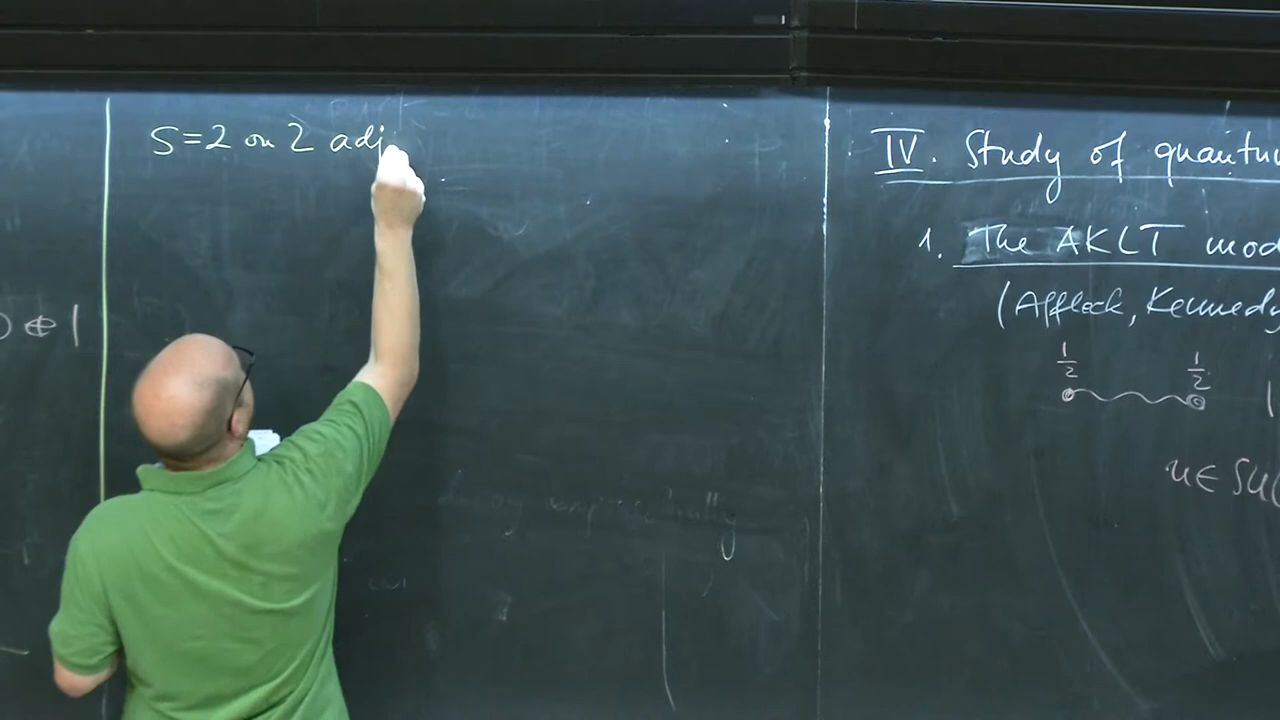 ⊕ 1
S=2 on 2 adj
IV. Study of quantu
1. The AKLT mod
(Affleck, Kennedy
1/2 1/2
u ∈ SU(